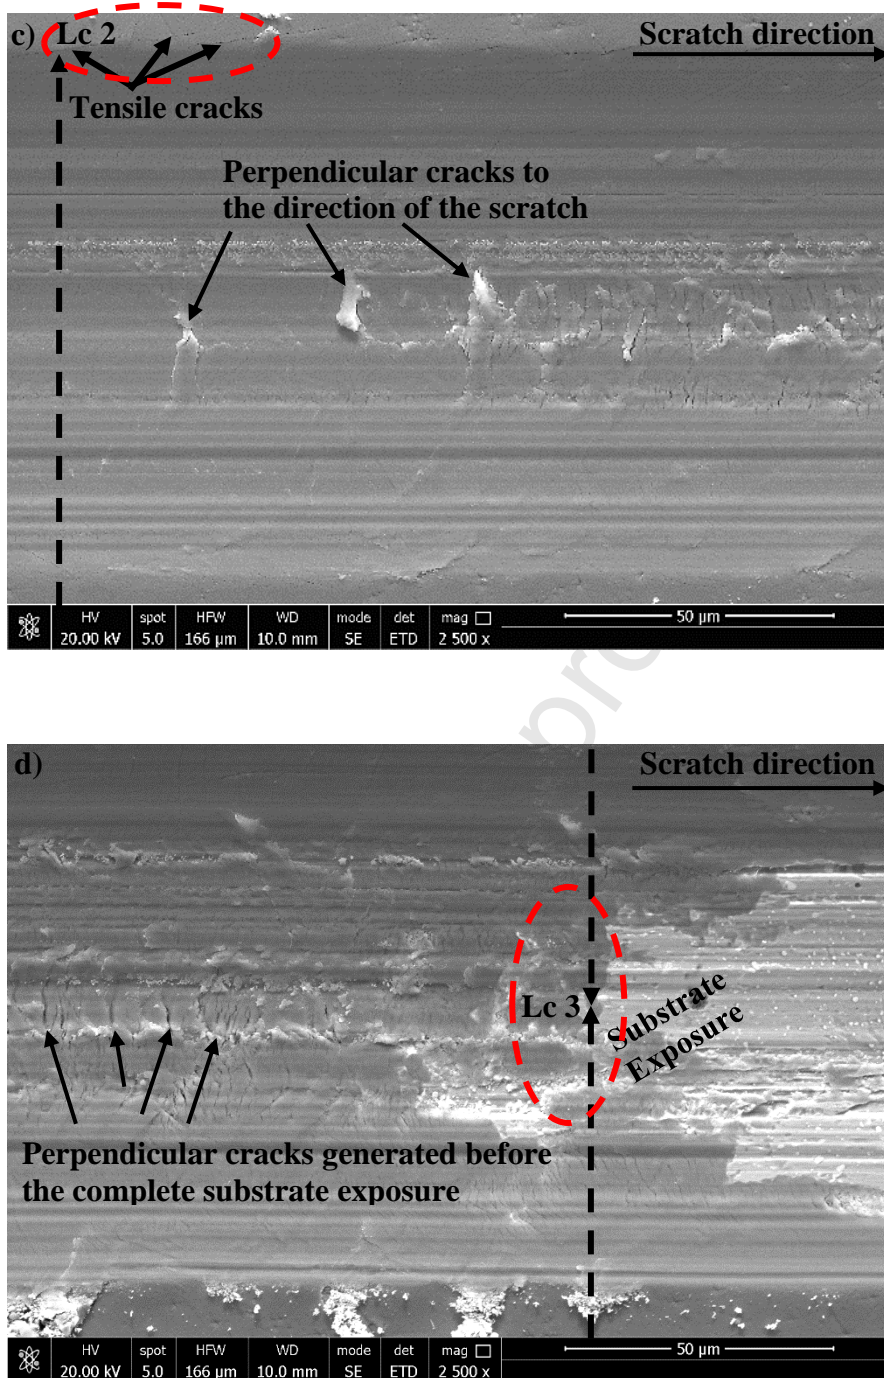 c) Lc 2 Scratch direction
Tensile cracks
Perpendicular cracks to
the direction of the scratch
HV spot HFW WD mode det mag 50 µm
20.00 kV 5.0 166 µm 10.0 mm SE ETD 2 500 x
pro
d) Scratch direction
Lc 3
Substrate
Exposure
Perpendicular cracks generated before
the complete substrate exposure
HV spot HFW WD mode det mag 50 µm
20.00 kV 5.0 166 µm 10.0 mm SE ETD 2 500 x